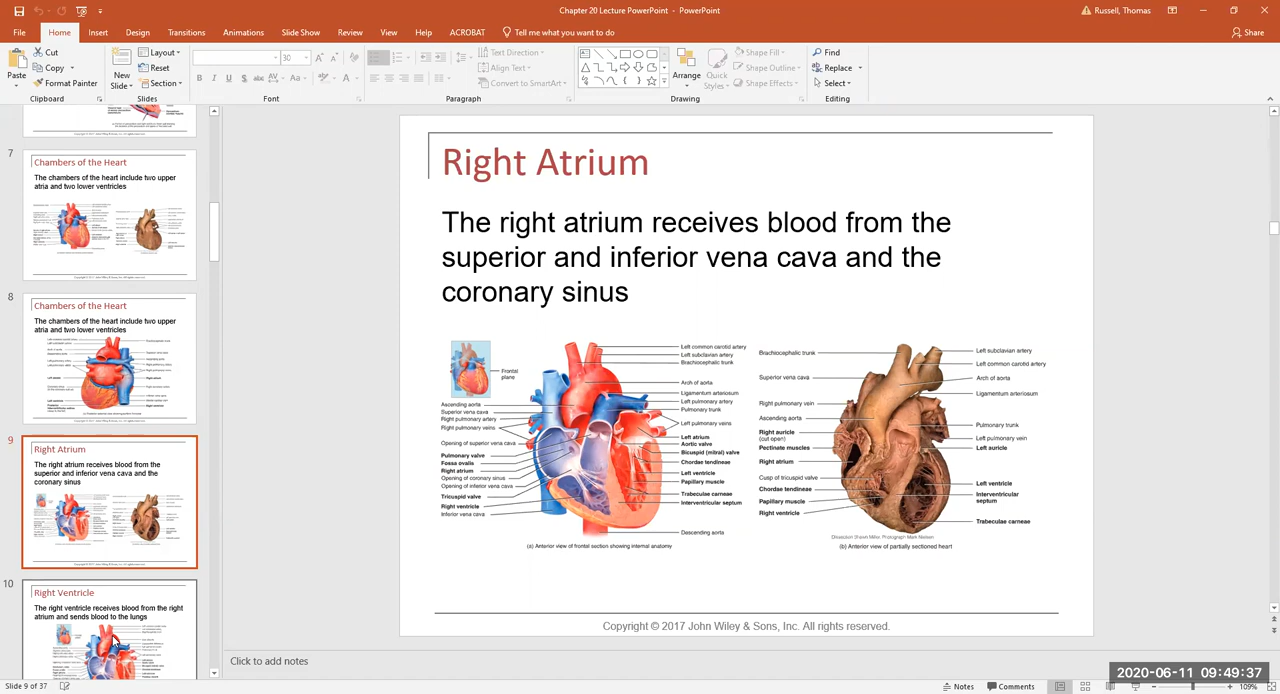 Chapter 20 Lecture PowerPoint - PowerPoint
Russell, Thomas
File Home Insert Design Transitions Animations Slide Show Review View Help ACROBAT Tell me what you want to do
Share
Paste
Cut
Copy
Format Painter
Clipboard
New
Slide
Layout
Reset
Section
Slides
30
Font
Text Direction
Align Text
Convert to SmartArt
Paragraph
Arrange
Quick
Styles
Shape Fill
Shape Outline
Shape Effects
Drawing
Find
Replace
Select
Editing
7
Chambers of the Heart
The chambers of the heart include two upper
atria and two lower ventricles
8
Chambers of the Heart
The chambers of the heart include two upper
atria and two lower ventricles
9
Right Atrium
The right atrium receives blood from the
superior and inferior vena cava and the
coronary sinus
10
Right Ventricle
The right ventricle receives blood from the right
atrium and sends blood to the lungs
Right Atrium
The right atrium receives blood from the
superior and inferior vena cava and the
coronary sinus
Frontal
plane
Ascending aorta
Superior vena cava
Right pulmonary artery
Right pulmonary veins
Opening of superior vena cava
Pulmonary valve
Fossa ovalis
Right atrium
Opening of coronary sinus
Opening of inferior vena cava
Tricuspid valve
Right ventricle
Inferior vena cava
Left common carotid artery
Left subclavian artery
Brachiocephalic trunk
Arch of aorta
Ligamentum arteriosum
Left pulmonary artery
Pulmonary trunk
Left pulmonary veins
Left atrium
Aortic valve
Bicuspid (mitral) valve
Chordae tendineae
Left ventricle
Papillary muscle
Trabeculae carneae
Interventricular septum
Descending aorta
(a) Anterior view of frontal section showing internal anatomy
Brachiocephalic trunk
Superior vena cava
Right pulmonary vein
Ascending aorta
Right auricle
(cut open)
Pectinate muscles
Right atrium
Cusp of tricuspid valve
Chordae tendineae
Papillary muscle
Right ventricle
Left subclavian artery
Left common carotid artery
Arch of aorta
Ligamentum arteriosum
Pulmonary trunk
Left pulmonary vein
Left auricle
Left ventricle
Interventricular
septum
Trabeculae carneae
Dissection Shawn Miller, Photograph Mark Nielsen
(b) Anterior view of partially sectioned heart
Copyright © 2017 John Wiley & Sons, Inc. All rights reserved.
Click to add notes
2020-06-11 09:49:37
Slide 9 of 37
Notes
Comments
109%